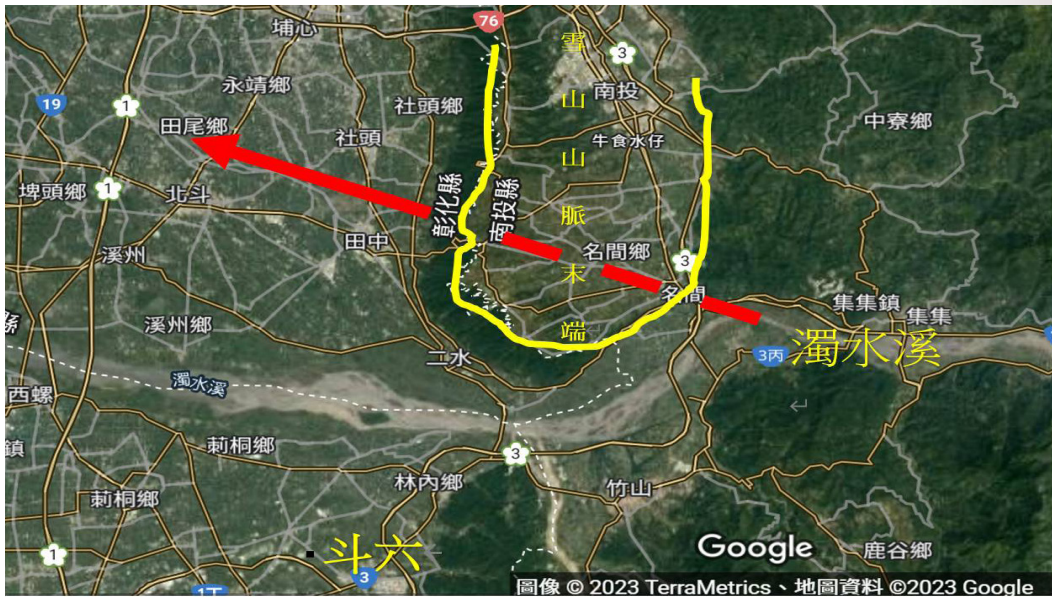 埔心
76
雪山山脈末端
3
南投
永靖鄉
社頭鄉
19
1
中寮鄉
田尾鄉
社頭
牛食水仔
埤頭鄉
1
北斗
彰化縣
南投縣
田中
名間鄉
溪州
3
名間
集集鎮
集集
縣
溪州鄉
二水
3丙
濁水溪
濁水溪
西螺
鎮
莿桐鄉
3
林內鄉
竹山
莿桐鄉
斗六
Google
鹿谷鄉
1
3
1丁
圖像 © 2023 TerraMetrics、地圖資料 ©2023 Google